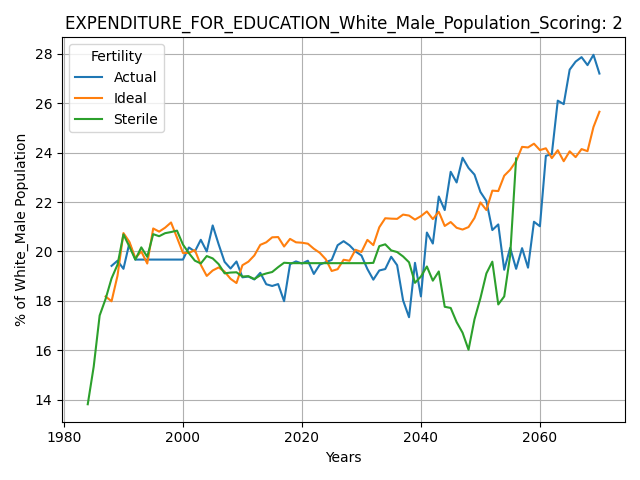 EXPENDITURE_FOR_EDUCATION_White_Male_Population_Scoring: 2
Fertility
Actual
Ideal
Sterile
% of White_Male Population
28
26
24
22
20
18
16
14
1980
2000
2020
2040
2060
Years